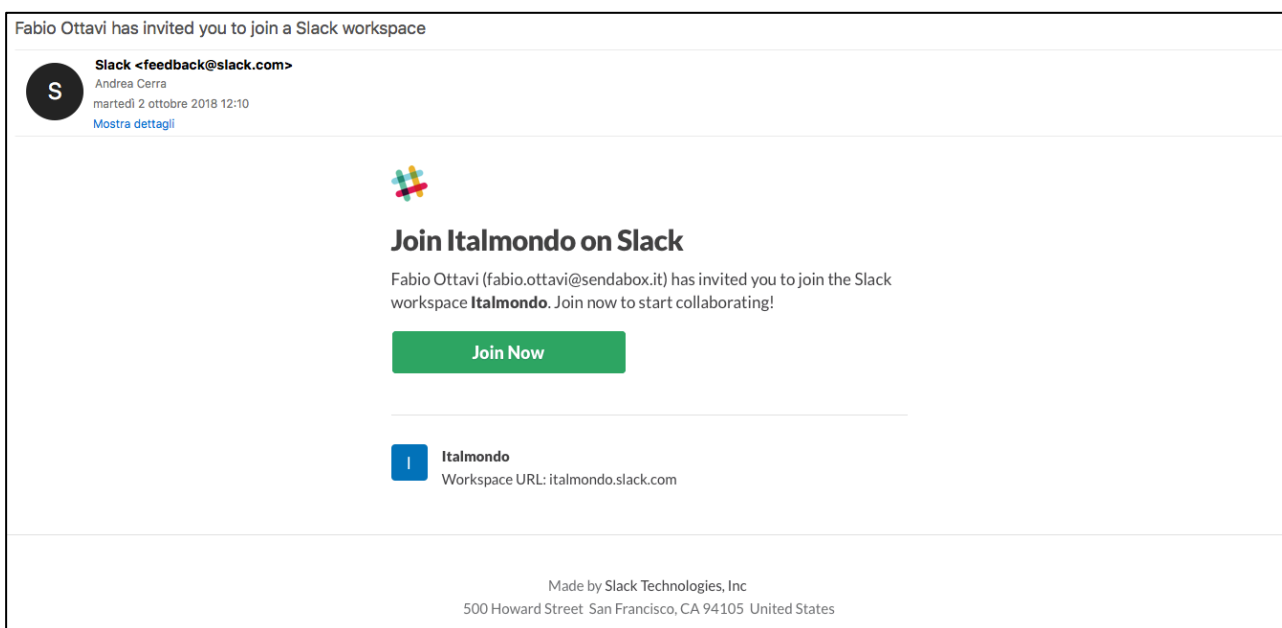 Fabio Ottavi has invited you to join a Slack workspace
S
Slack <feedback@slack.com>
Andrea Cerra
martedì 2 ottobre 2018 12:10
Mostra dettagli
Join Italmondo on Slack
Fabio Ottavi (fabio.ottavi@sendabox.it) has invited you to join the Slack
workspace Italmondo. Join now to start collaborating!
Join Now
I
Italmondo
Workspace URL: italmondo.slack.com
Made by Slack Technologies, Inc
500 Howard Street San Francisco, CA 94105 United States